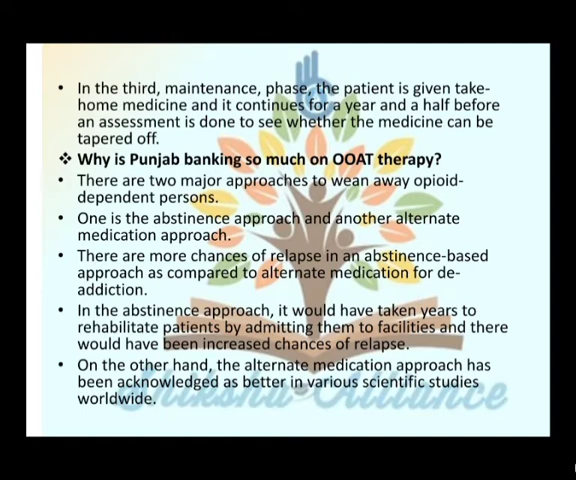 • In the third, maintenance, phase, the patient is given take-
home medicine and it continues for a year and a half before
an assessment is done to see whether the medicine can be
tapered off.
❖ Why is Punjab banking so much on OOAT therapy?
• There are two major approaches to wean away opioid-
dependent persons.
• One is the abstinence approach and another alternate
medication approach.
• There are more chances of relapse in an abstinence-based
approach as compared to alternate medication for de-
addiction.
• In the abstinence approach, it would have taken years to
rehabilitate patients by admitting them to facilities and there
would have been increased chances of relapse.
• On the other hand, the alternate medication approach has
been acknowledged as better in various scientific studies
worldwide.
Shiksha Alliance